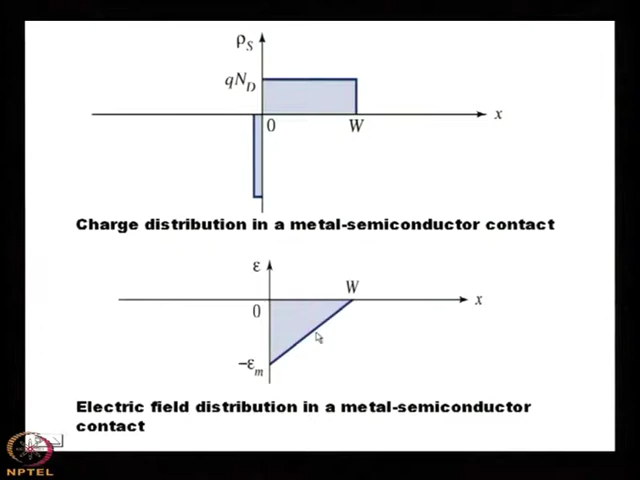 ρS
qND
0
W
x
Charge distribution in a metal-semiconductor contact
ε
W
0
x
−εm
Electric field distribution in a metal-semiconductor
contact
NPTEL